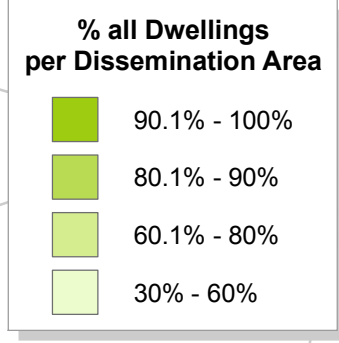 % all Dwellings
per Dissemination Area
90.1% - 100%
80.1% - 90%
60.1% - 80%
30% - 60%